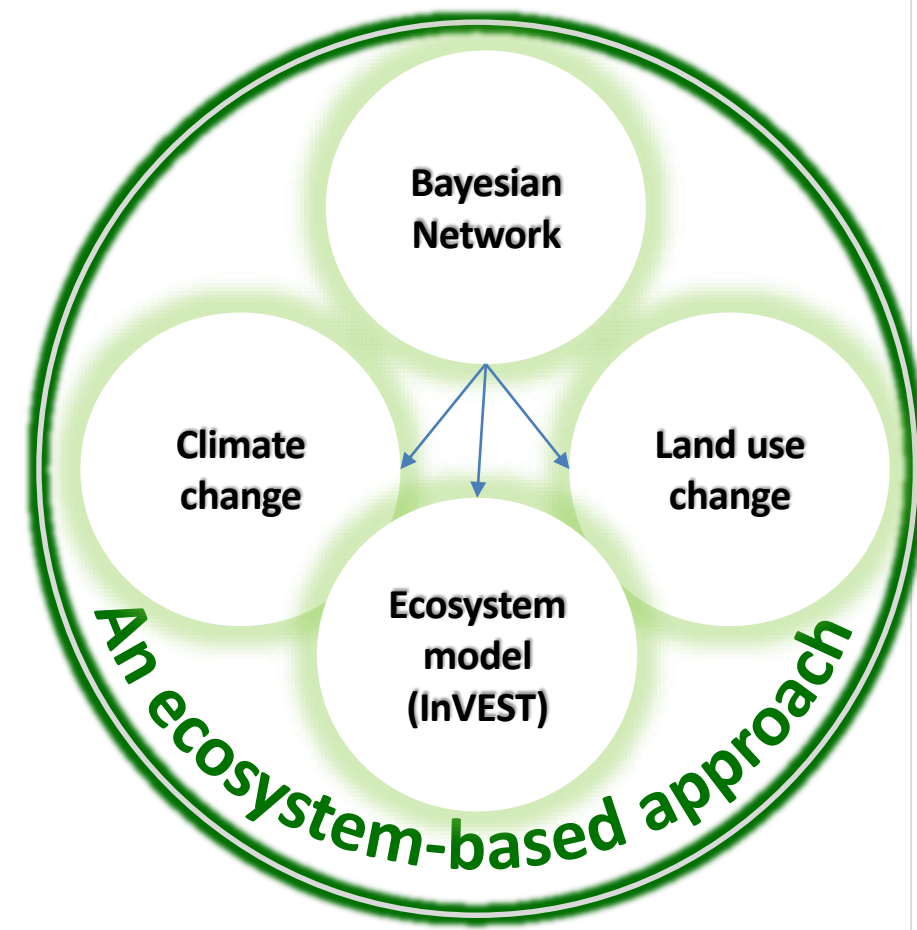 Bayesian
Network
Climate
change
Land use
change
Ecosystem
model
(InVEST)
An ecosystem-based approach